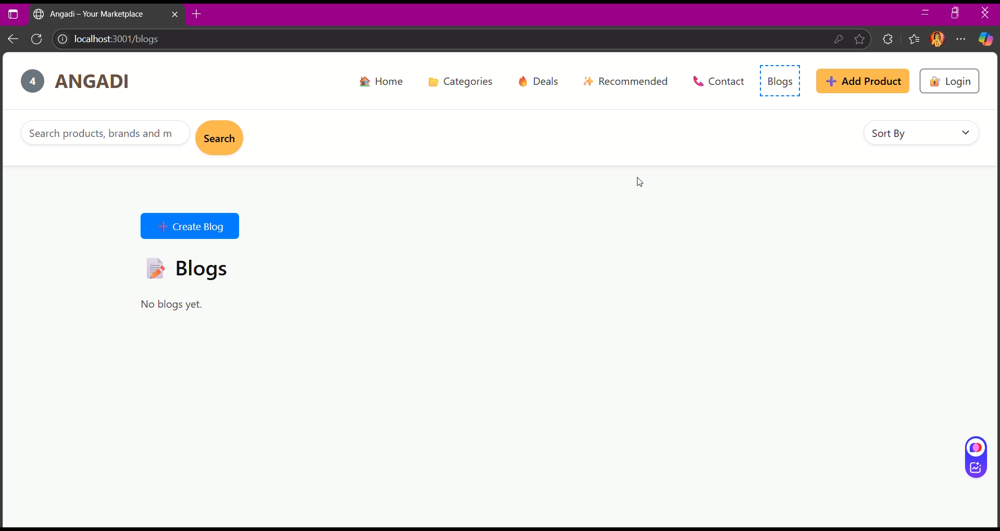 Angadi – Your Marketplace
localhost:3001/blogs
4 ANGADI
Home Categories Deals Recommended Contact Blogs Add Product Login
Search products, brands and m Search Sort By
Create Blog
Blogs
No blogs yet.